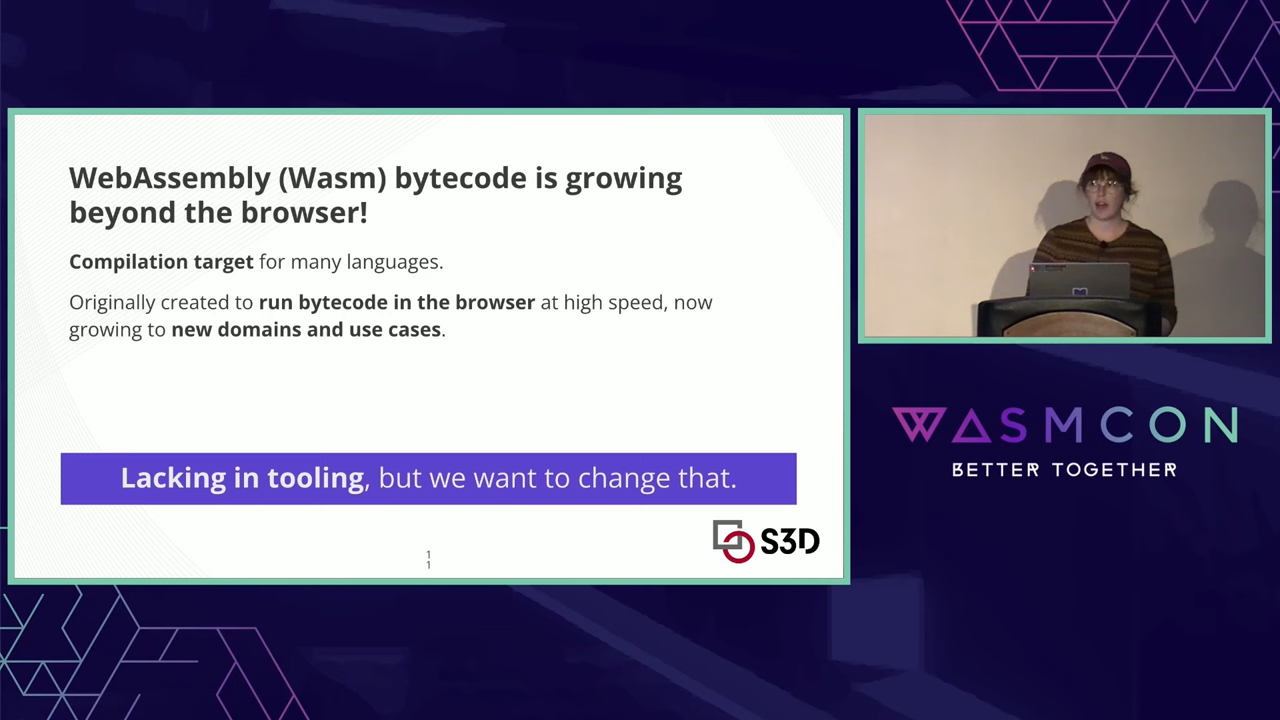 WebAssembly (Wasm) bytecode is growing
beyond the browser!
Compilation target for many languages.
Originally created to run bytecode in the browser at high speed, now
growing to new domains and use cases.
Lacking in tooling, but we want to change that.
S3D
1
1
WASMCON
BETTER TOGETHER